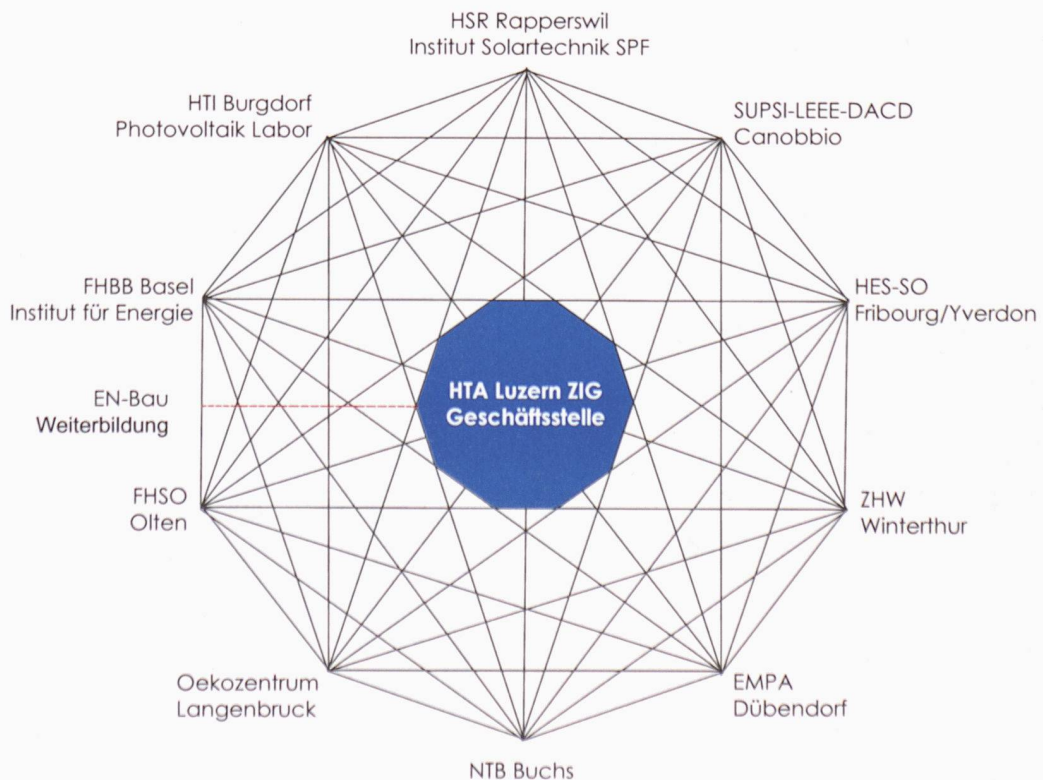 HSR Rapperswil
Institut Solartechnik SPF
HTI Burgdorf
Photovoltaik Labor
SUPSI-LEEE-DACD
Canobbio
FHBB Basel
Institut für Energie
HES-SO
Fribourg/Yverdon
HTA Luzern ZIG
Geschäftsstelle
EN-Bau
Weiterbildung
FHSO
Olten
ZHW
Winterthur
Oekozentrum
Langenbruck
EMPA
Dübendorf
NTB Buchs